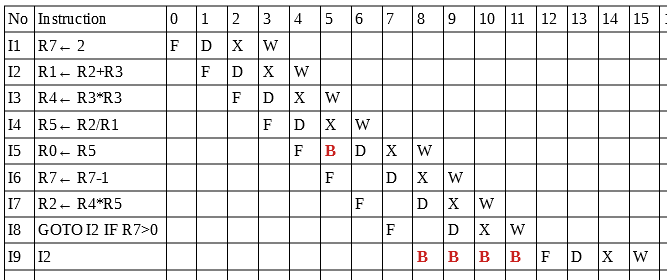 No Instruction 0 1 2 3 4 5 6 7 8 9 10 11 12 13 14 15
I1 R7← 2 F D X W
I2 R1← R2+R3 F D X W
I3 R4← R3*R3 F D X W
I4 R5← R2/R1 F D X W
I5 R0← R5 F B D X W
I6 R7← R7-1 F D X W
I7 R2← R4*R5 F D X W
I8 GOTO I2 IF R7>0 F D X W
I9 I2 B B B B F D X W